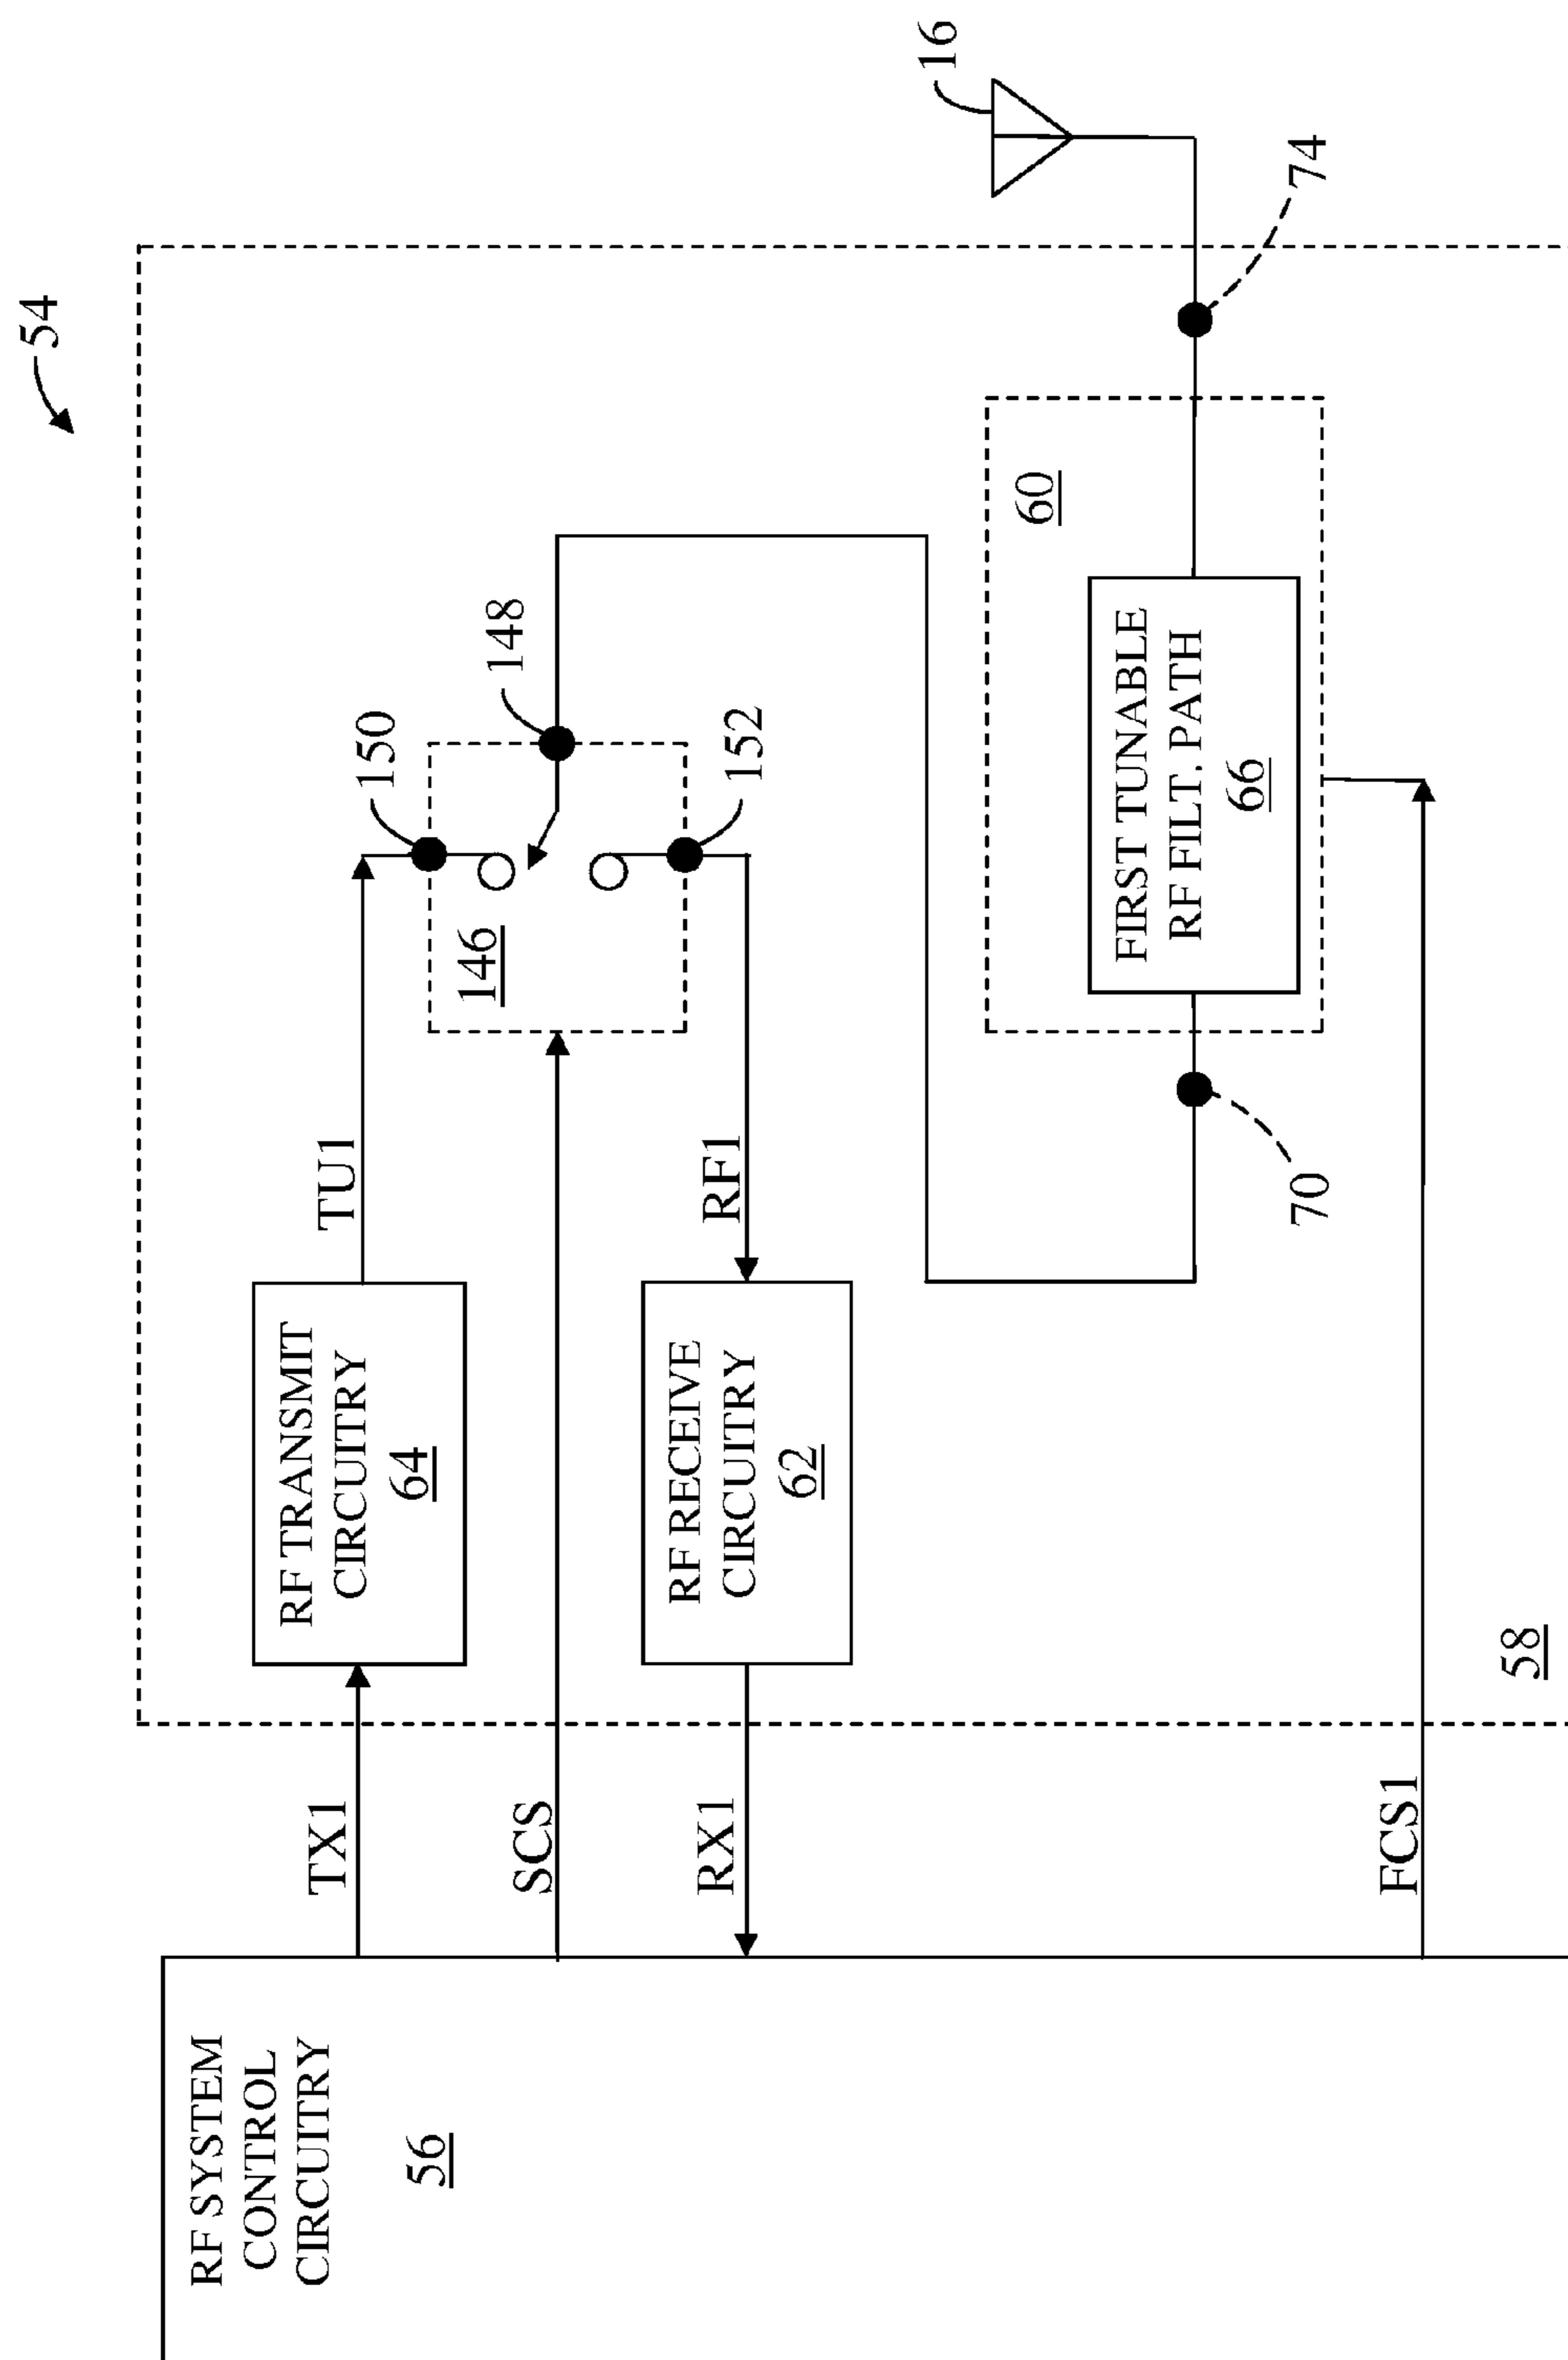 54
RF SYSTEM
CONTROL
CIRCUITRY
56
TX1
RF TRANSMIT
CIRCUITRY
64
TU1
150
SCS
146
148
RX1
RF RECEIVE
CIRCUITRY
62
RF1
152
16
60
FIRST TUNABLE
RF FILT. PATH
66
70
74
FCS1
58